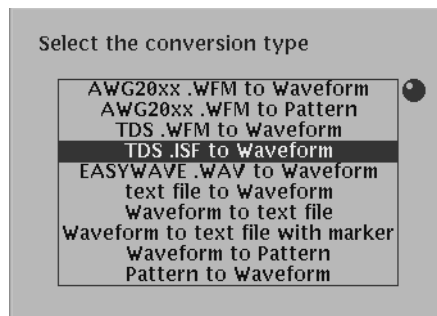 Select the conversion type
AWG20xx .WFM to Waveform
AWG20xx .WFM to Pattern
TDS .WFM to Waveform
TDS .ISF to Waveform
EASYWAVE .WAV to Waveform
text file to Waveform
Waveform to text file
Waveform to text file with marker
Waveform to Pattern
Pattern to Waveform